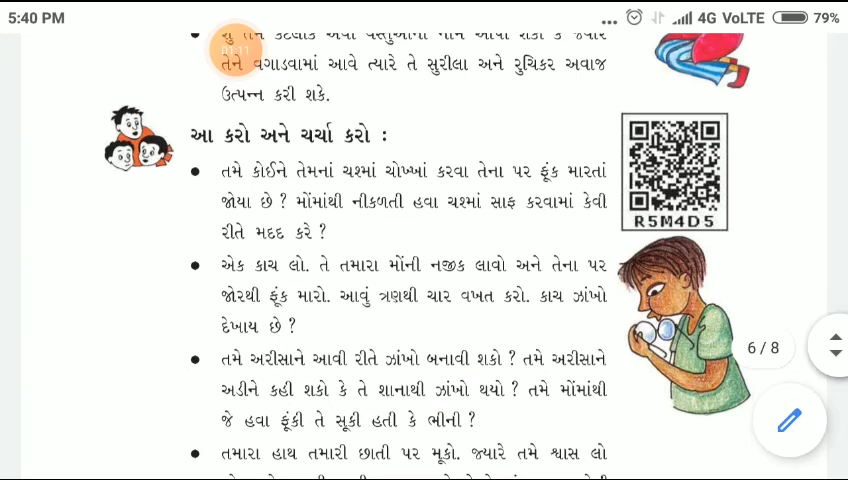 5:40 PM
... 4G VoLTE 79%
01:11
તેને વગાડવામાં આવે ત્યારે તે સુરીલા અને રુચિકર અવાજ
ઉત્પન્ન કરી શકે.
આ કરો અને ચર્ચા કરો :
• તમે કોઈને તેમનાં ચશ્માં ચોખ્ખાં કરવા તેના પર ફૂંક મારતાં
જોયા છે ? મોંમાંથી નીકળતી હવા ચશ્માં સાફ કરવામાં કેવી
રીતે મદદ કરે ?
R5M4D5
• એક કાચ લો. તે તમારા મોંની નજીક લાવો અને તેના પર
જોરથી ફૂંક મારો. આવું ત્રણથી ચાર વખત કરો. કાચ ઝાંખો
દેખાય છે ?
6/8
• તમે અરીસાને આવી રીતે ઝાંખો બનાવી શકો ? તમે અરીસાને
અડીને કહી શકો કે તે શાનાથી ઝાંખો થયો ? તમે મોંમાંથી
જે હવા ફૂંકી તે સૂકી હતી કે ભીની ?
• તમારા હાથ તમારી છાતી પર મૂકો. જ્યારે તમે શ્વાસ લો